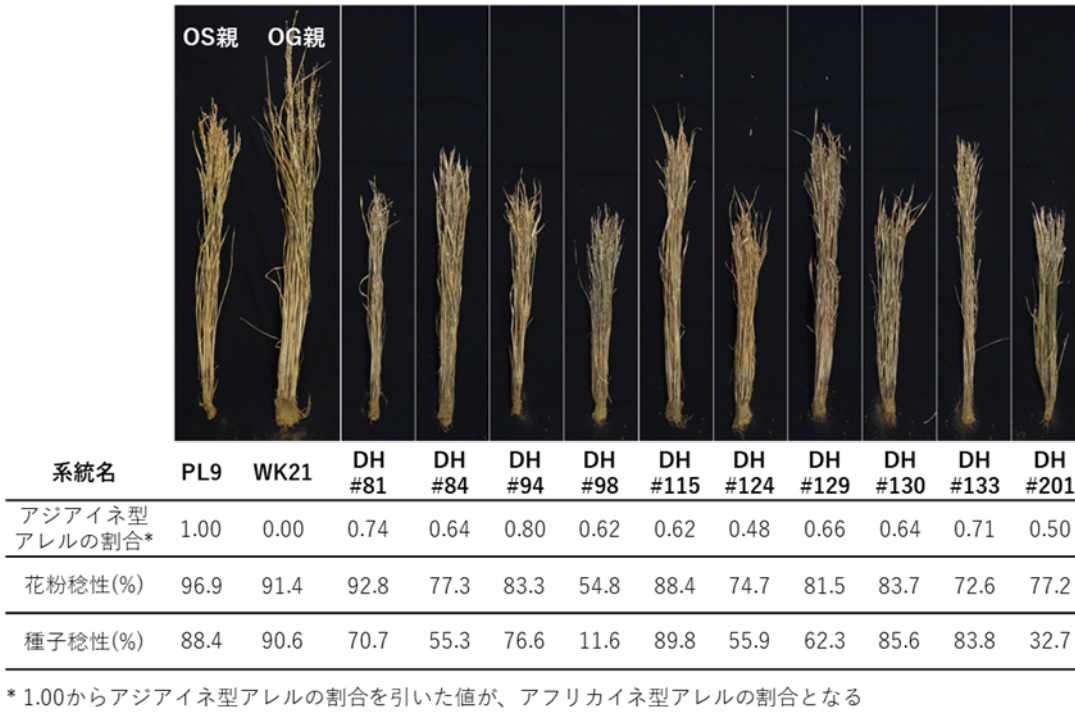 OS親 OG親
系統名 PL9 WK21 DH #81 DH #84 DH #94 DH #98 DH #115 DH #124 DH #129 DH #130 DH #133 DH #201
アジアイネ型
アレルの割合* 1.00 0.00 0.74 0.64 0.80 0.62 0.62 0.48 0.66 0.64 0.71 0.50
花粉稔性(%) 96.9 91.4 92.8 77.3 83.3 54.8 88.4 74.7 81.5 83.7 72.6 77.2
種子稔性(%) 88.4 90.6 70.7 55.3 76.6 11.6 89.8 55.9 62.3 85.6 83.8 32.7
* 1.00からアジアイネ型アレルの割合を引いた値が、アフリカイネ型アレルの割合となる